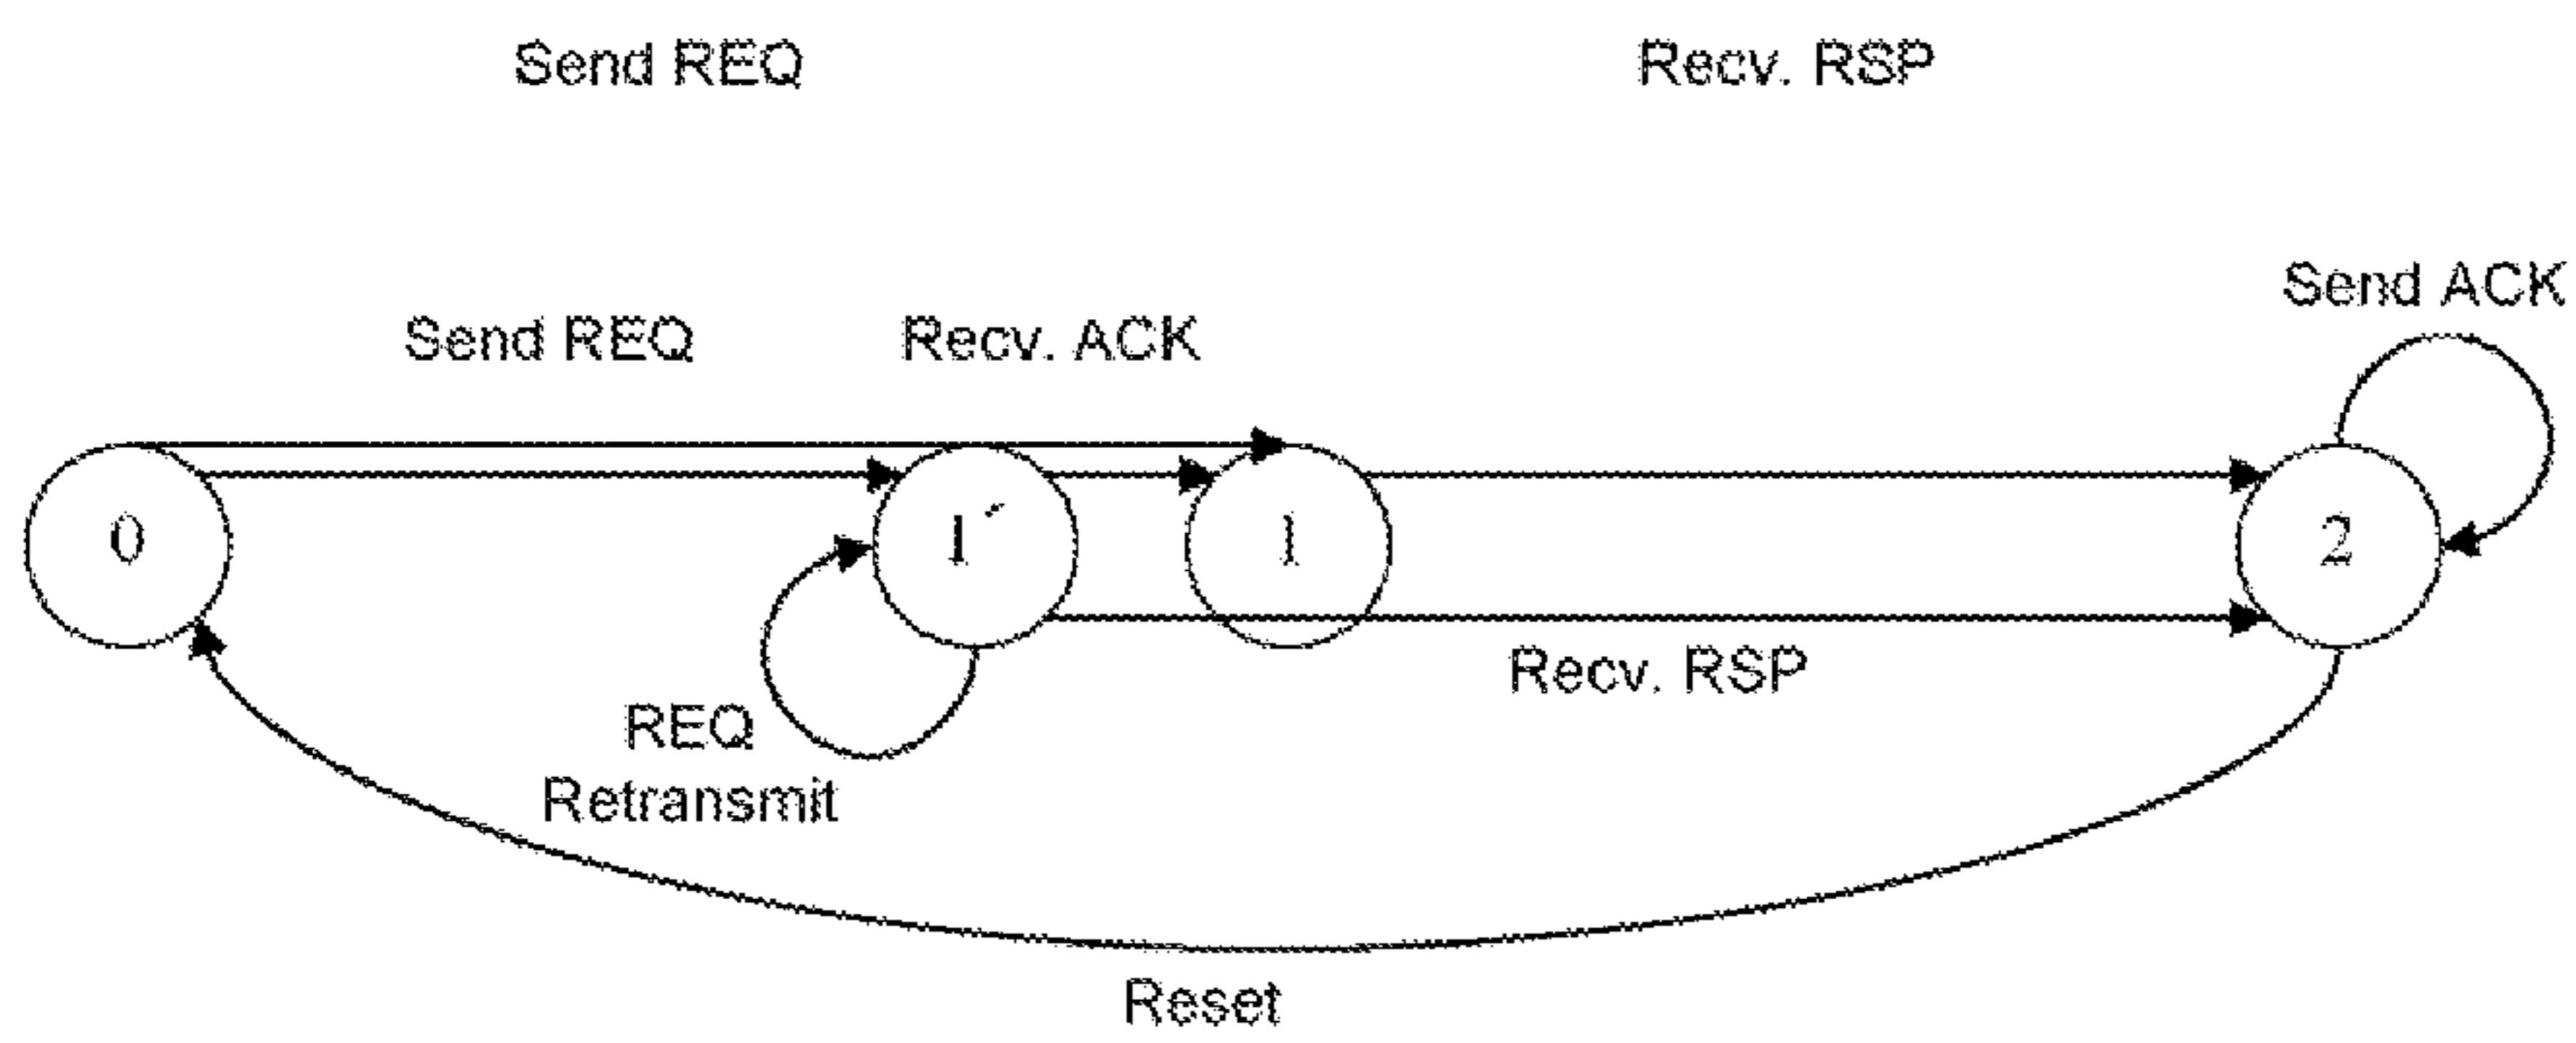 Send REQ
Recv. RSP
Send ACK
Send REQ
Recv. ACK
0
1´
1
2
Recv. RSP
REQ
Retransmit
Reset